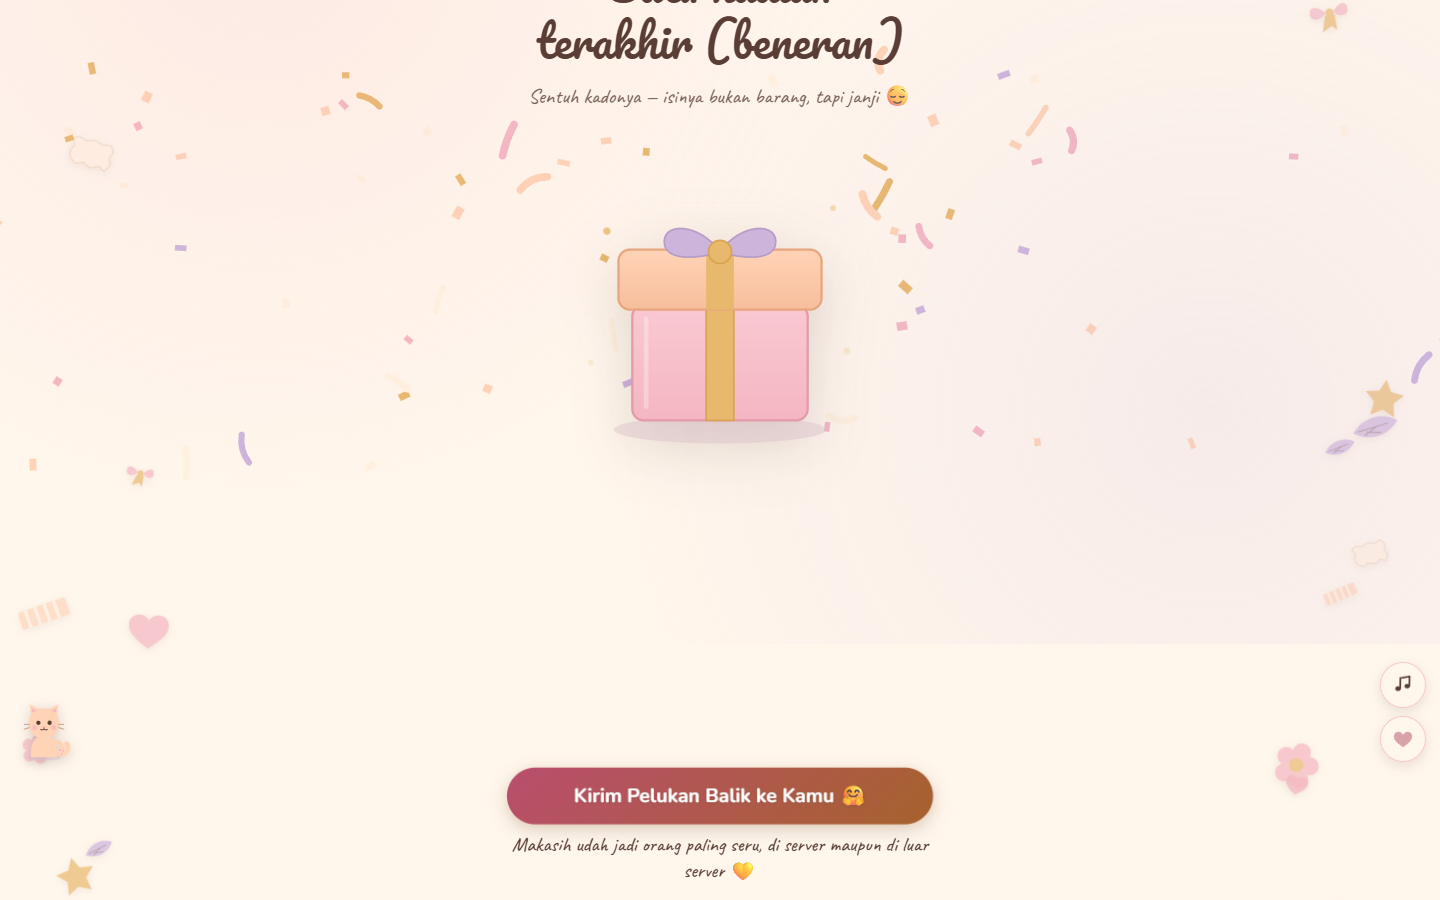 terakhir (beneran)
Sentuh kadonya — isinya bukan barang, tapi janji 😌
Kirim Pelukan Balik ke Kamu 🤗
Makasih udah jadi orang paling seru, di server maupun di luar
server 💛